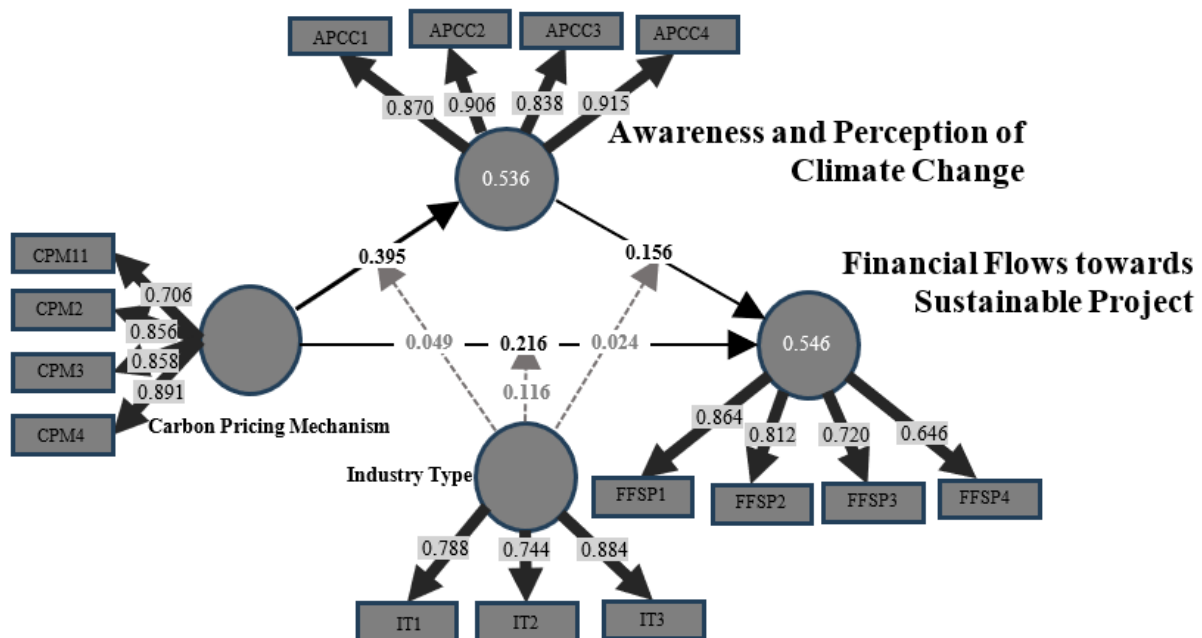 APCC1
APCC2
APCC3
APCC4
0.870
0.906
0.838
0.915
Awareness and Perception of
Climate Change
0.536
CPM11
CPM2
CPM3
CPM4
0.706
0.856
0.858
0.891
Carbon Pricing Mechanism
0.395
0.156
Financial Flows towards
Sustainable Project
0.049
0.216
0.024
0.546
0.116
Industry Type
0.864
0.812
0.720
0.646
FFSP1
FFSP2
FFSP3
FFSP4
0.788
0.744
0.884
IT1
IT2
IT3